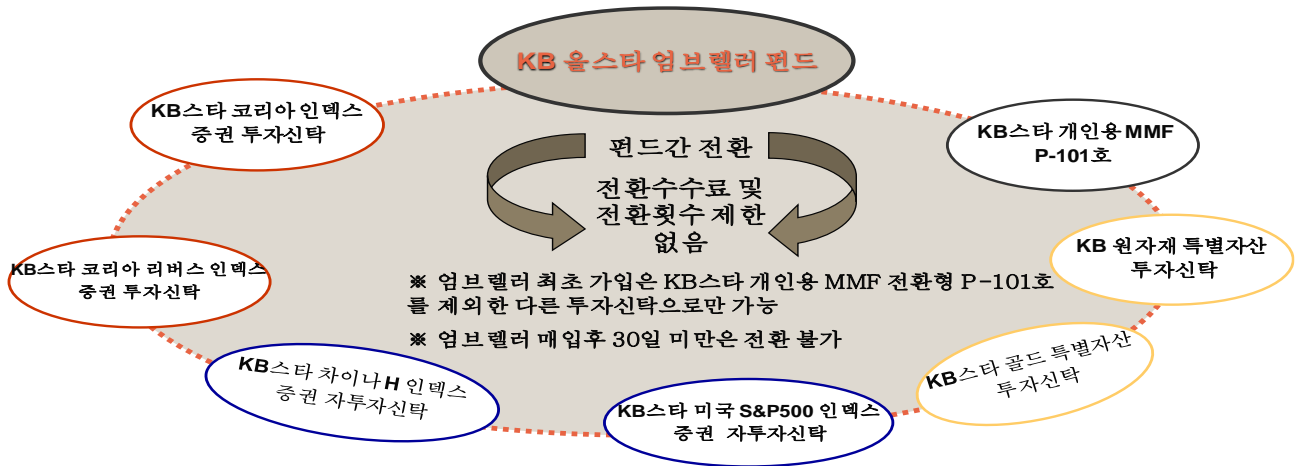 KB 올스타 엄브렐러 펀드
KB스타 코리아 인덱스
증권 투자신탁
KB스타 개인용 MMF
P-101호
펀드간 전환
전환수수료 및
전환횟수 제한
없음
KB스타 코리아 리버스 인덱스
증권 투자신탁
KB 원자재 특별자산
투자신탁
※ 엄브렐러 최초 가입은 KB스타 개인용 MMF 전환형 P-101호
를 제외한 다른 투자신탁으로만 가능
※ 엄브렐러 매입후 30일 미만은 전환 불가
KB스타 차이나H 인덱스
증권 자투자신탁
KB스타 미국 S&P500 인덱스
증권 자투자신탁
KB스타 골드 특별자산
투자신탁